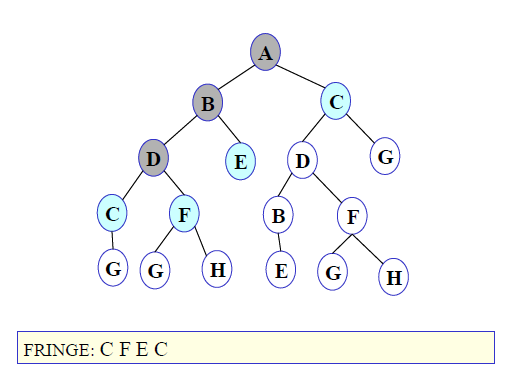 A
B C
D E D G
C F B F
G G H E G H
FRINGE: C F E C